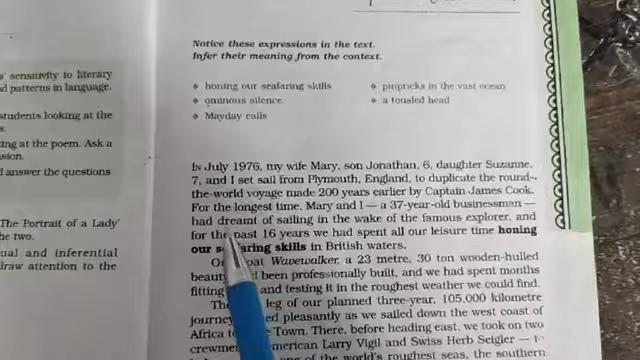 Notice these expressions in the text.
Infer their meaning from the context.
honing our seafaring skills
pinpricks in the vast ocean
ominous silence
a tousled head
Mayday calls
sensitivity to literary
patterns in language.
students looking at the
ing at the poem. Ask a
sion.
answer the questions
The Portrait of a Lady'
he two.
ual and inferential
draw attention to the
IN July 1976, my wife Mary, son Jonathan, 6, daughter Suzanne,
7, and I set sail from Plymouth, England, to duplicate the round-
the-world voyage made 200 years earlier by Captain James Cook.
For the longest time, Mary and I — a 37-year-old businessman —
had dreamt of sailing in the wake of the famous explorer, and
for the past 16 years we had spent all our leisure time honing
our seafaring skills in British waters.
boat Wavewalker, a 23 metre, 30 ton wooden-hulled
been professionally built, and we had spent months
fitting and testing it in the roughest weather we could find.
leg of our planned three-year, 105,000 kilometre
journey pleasantly as we sailed down the west coast of
Africa Town. There, before heading east, we took on two
American Larry Vigil and Swiss Herb Seigler —
of the world's roughest seas, the southern